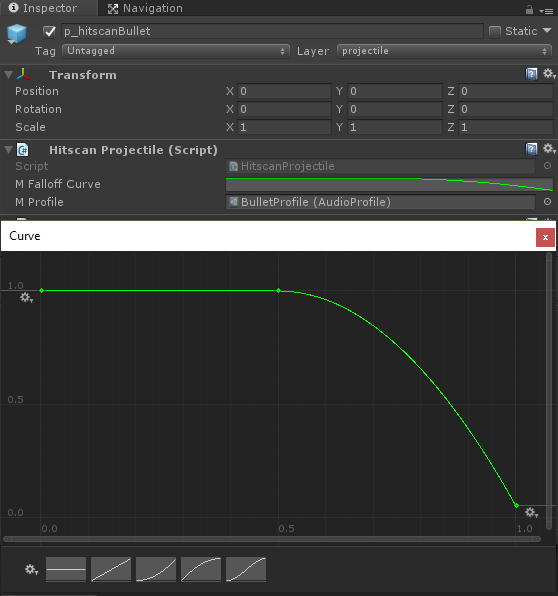 Inspector Navigation
p_hitscanBullet Static
Tag Untagged Layer projectile
Transform
Position X 0 Y 0 Z 0
Rotation X 0 Y 0 Z 0
Scale X 1 Y 1 Z 1
Hitscan Projectile (Script)
Script HitscanProjectile
M Falloff Curve
M Profile BulletProfile (AudioProfile)
Curve
x
1.0
0.5
0.0
0.0 0.5 1.0